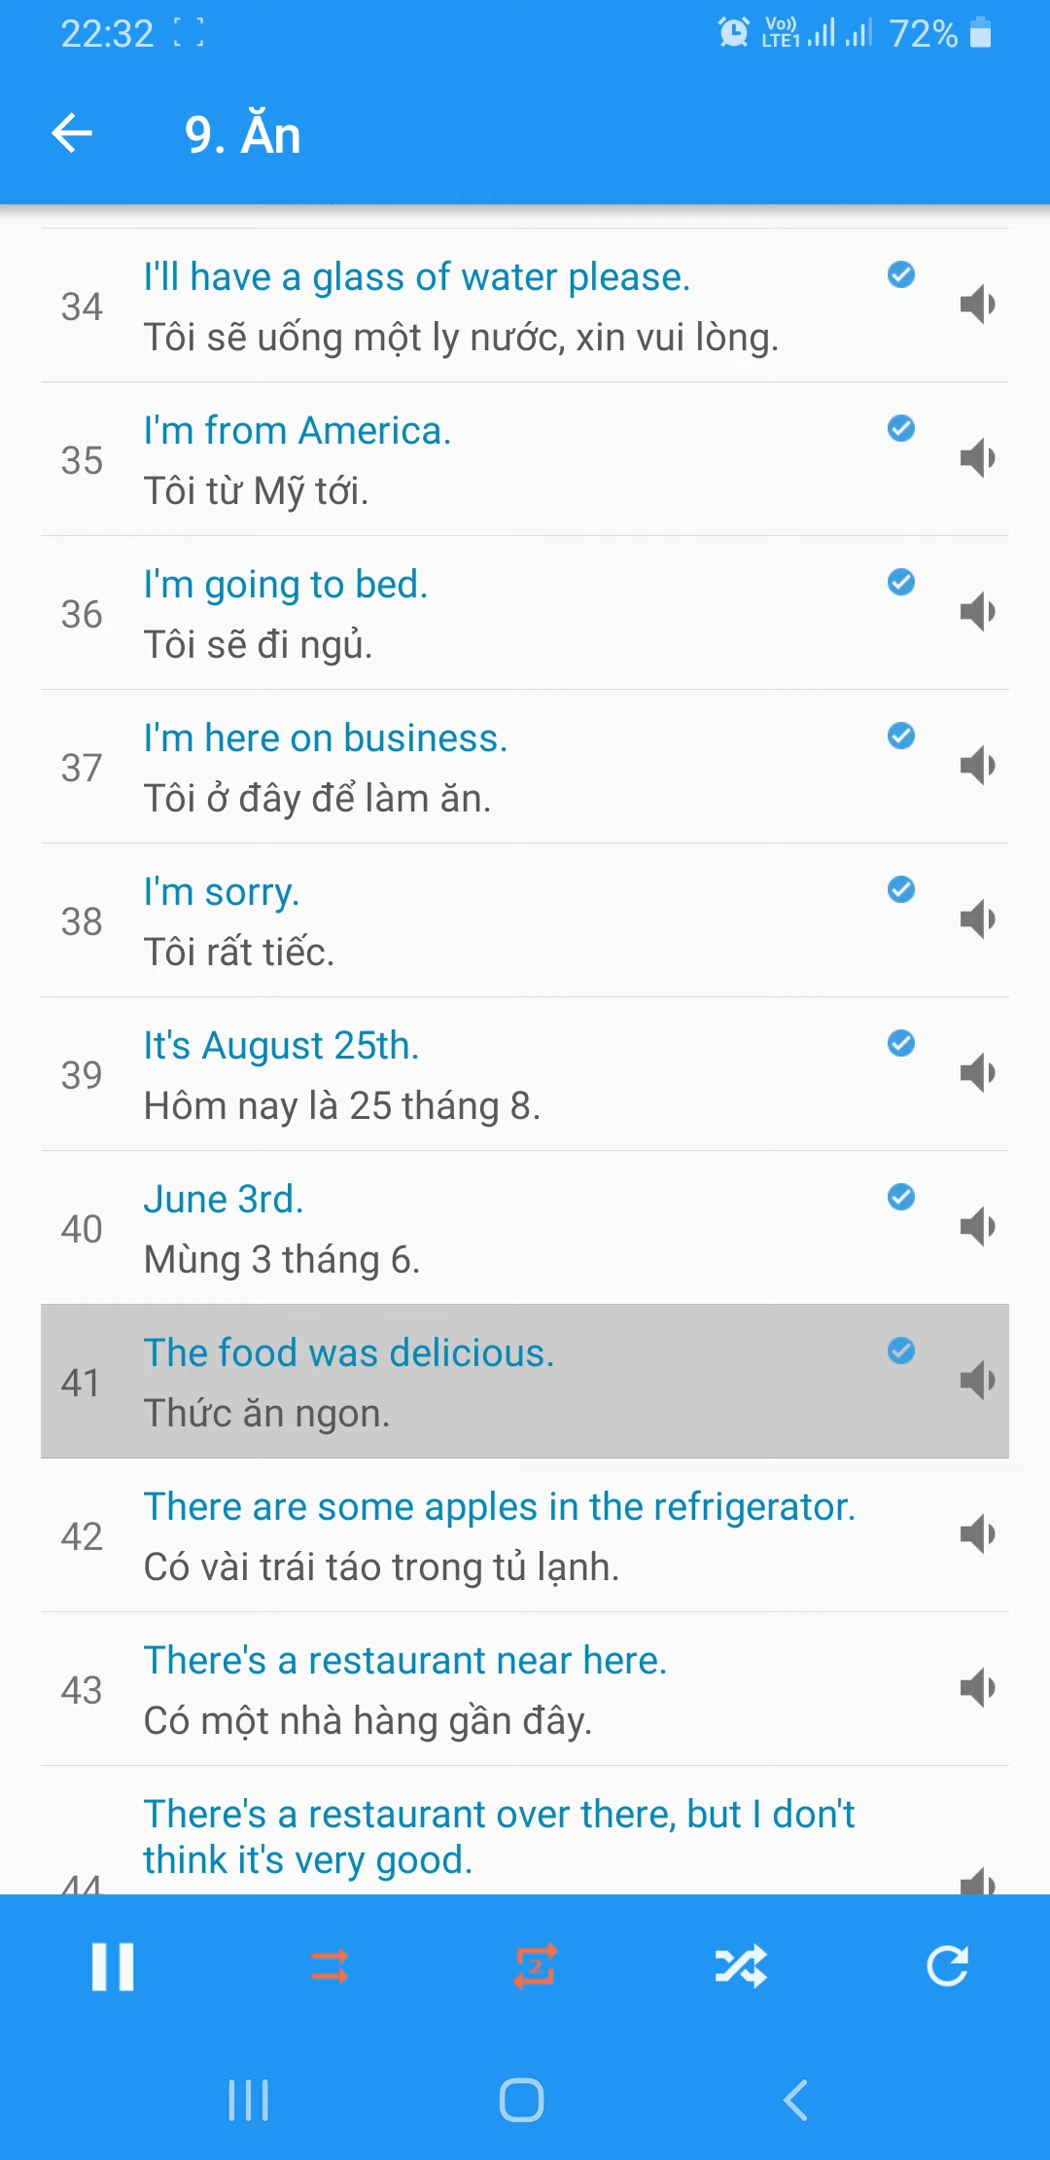 22:32 Vo)) LTE1 72%
9. Ăn
34
I'll have a glass of water please.
Tôi sẽ uống một ly nước, xin vui lòng.
35
I'm from America.
Tôi từ Mỹ tới.
36
I'm going to bed.
Tôi sẽ đi ngủ.
37
I'm here on business.
Tôi ở đây để làm ăn.
38
I'm sorry.
Tôi rất tiếc.
39
It's August 25th.
Hôm nay là 25 tháng 8.
40
June 3rd.
Mùng 3 tháng 6.
41
The food was delicious.
Thức ăn ngon.
42
There are some apples in the refrigerator.
Có vài trái táo trong tủ lạnh.
43
There's a restaurant near here.
Có một nhà hàng gần đây.
44
There's a restaurant over there, but I don't
think it's very good.
2